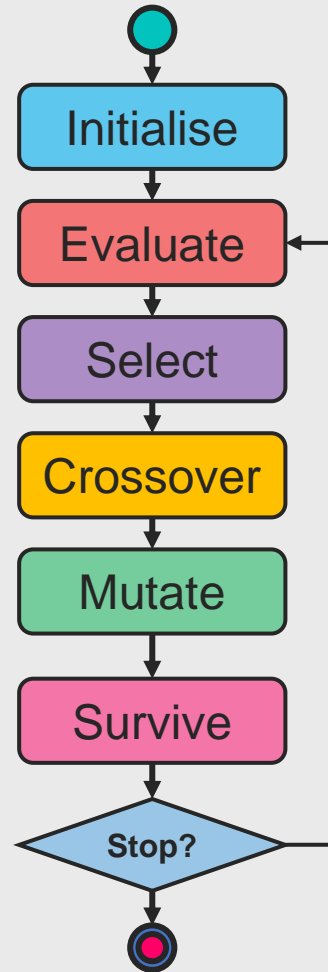 Initialise
Evaluate
Select
Crossover
Mutate
Survive
Stop?